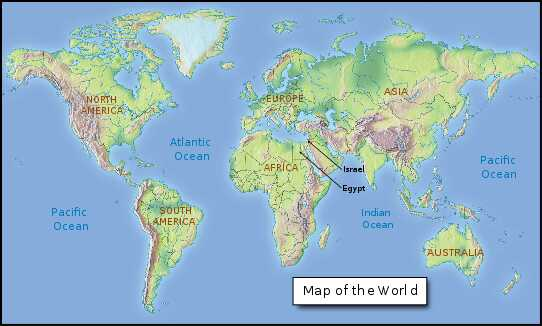 NORTH
AMERICA
EUROPE
ASIA
Atlantic
Ocean
AFRICA
Israel
Egypt
Pacific
Ocean
Pacific
Ocean
SOUTH
AMERICA
Indian
Ocean
AUSTRALIA
Map of the World